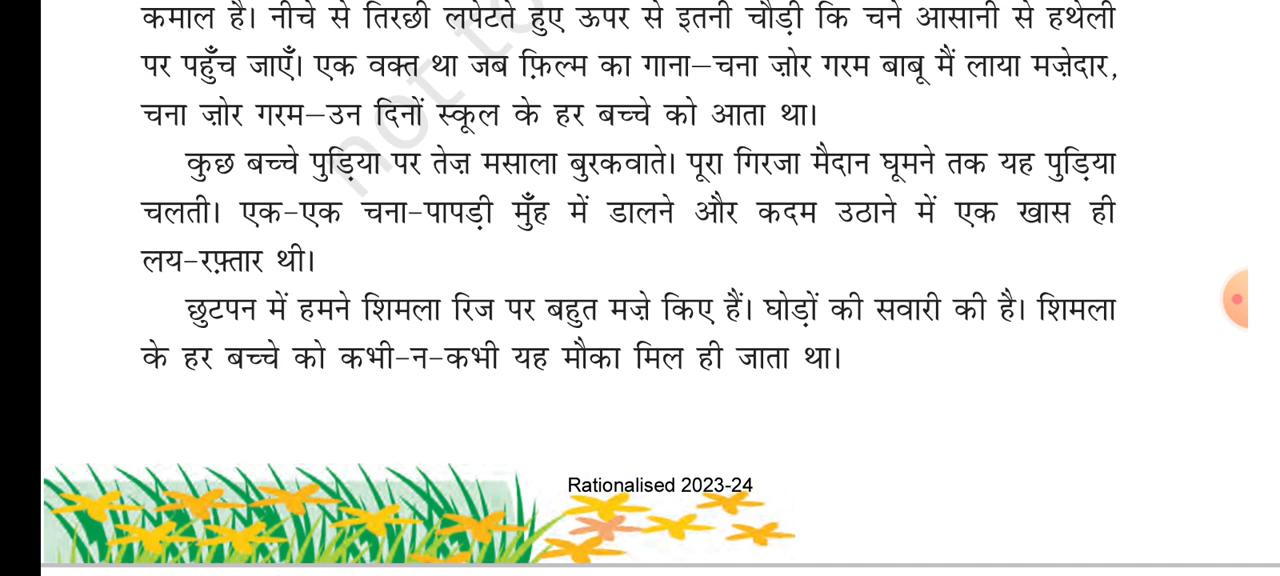 कमाल है। नीचे से तिरछी लपेटते हुए ऊपर से इतनी चौड़ी कि चने आसानी से हथेली
पर पहुँच जाएँ। एक वक्त था जब फ़िल्म का गाना–चना ज़ोर गरम बाबू मैं लाया मज़ेदार,
चना ज़ोर गरम–उन दिनों स्कूल के हर बच्चे को आता था।
कुछ बच्चे पुड़िया पर तेज़ मसाला बुरकवाते। पूरा गिरजा मैदान घूमने तक यह पुड़िया
चलती। एक-एक चना-पापड़ी मुँह में डालने और कदम उठाने में एक खास ही
लय-रफ़्तार थी।
छुटपन में हमने शिमला रिज पर बहुत मज़े किए हैं। घोड़ों की सवारी की है। शिमला
के हर बच्चे को कभी-न-कभी यह मौका मिल ही जाता था।
not to
Rationalised 2023-24